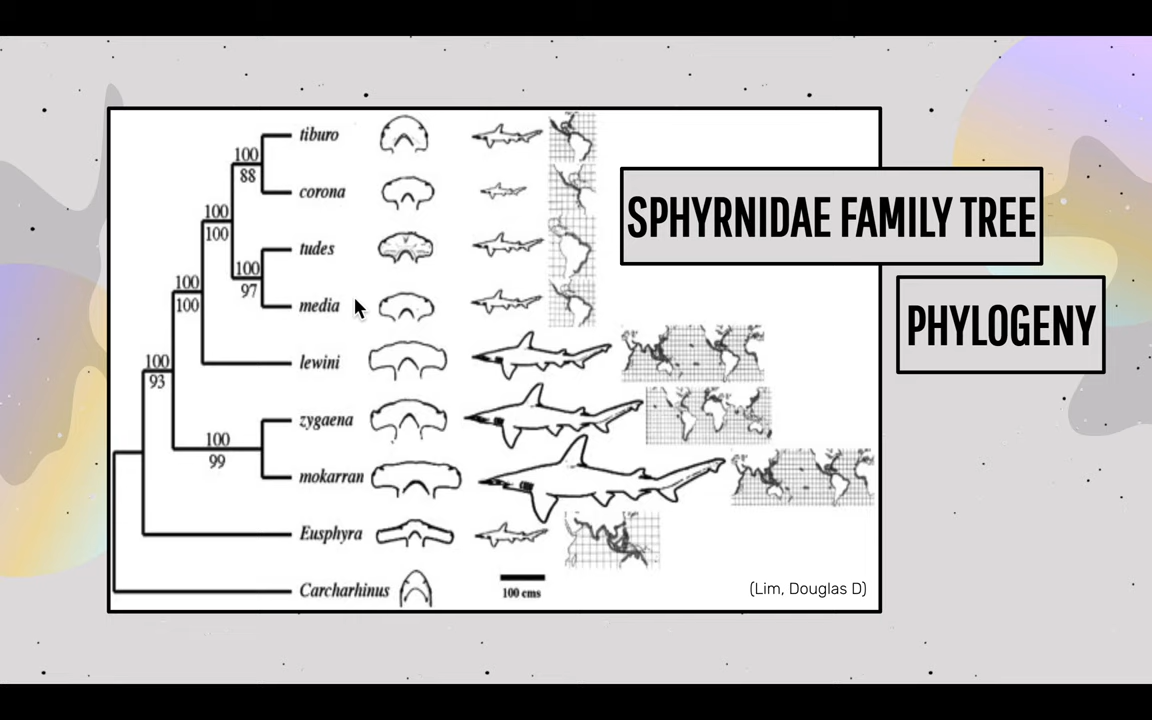 SPHYRNIDAE FAMILY TREE
PHYLOGENY
tiburo
100
88
corona
100
100
tudes
100
97
media
100
100
lewini
100
93
zygaena
100
99
mokarran
Eusphyra
Carcharhinus
100 cms
(Lim, Douglas D)